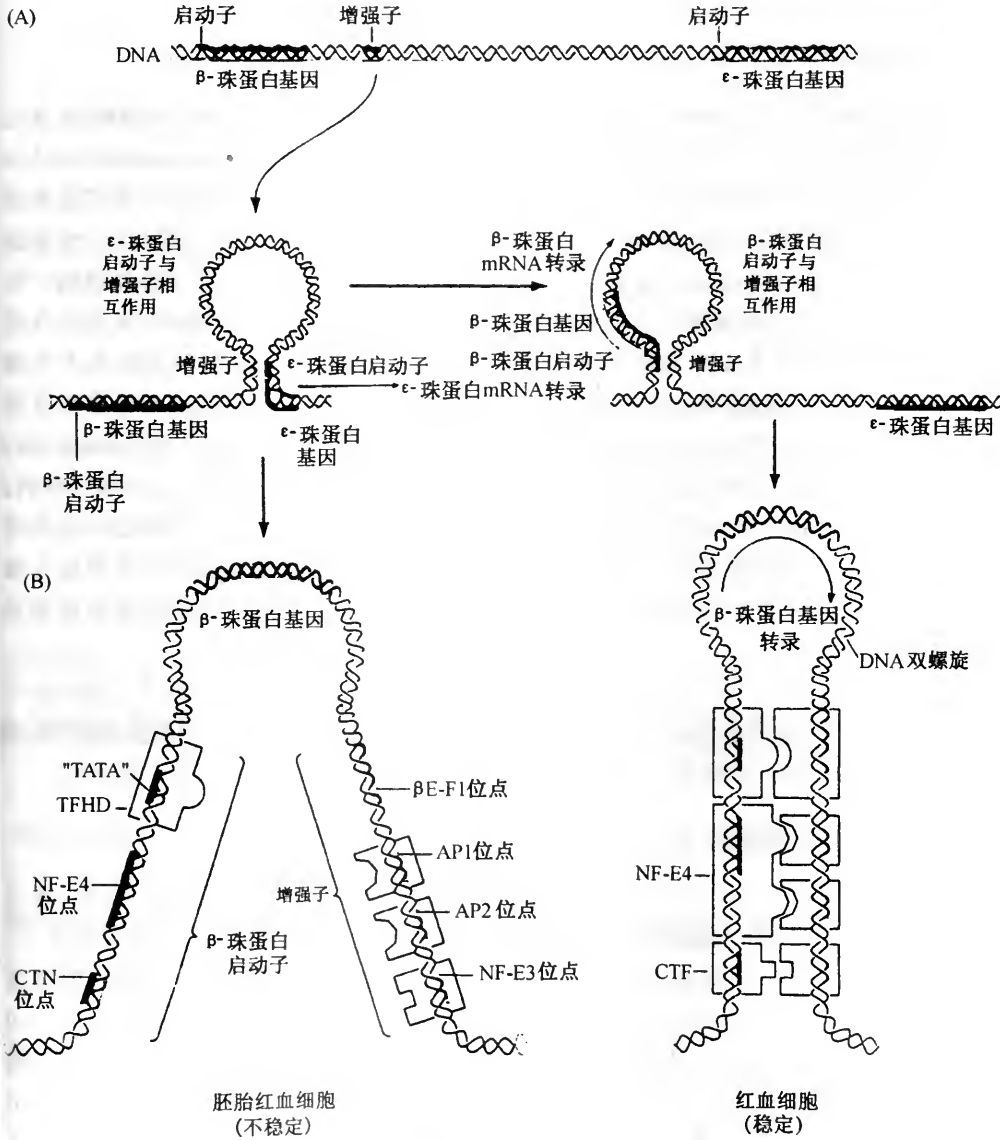 (A)
启动子
增强子
启动子
DNA
β-珠蛋白基因
ε-珠蛋白基因
ε-珠蛋白
启动子与
增强子相
互作用
β-珠蛋白
mRNA转录
β-珠蛋白
启动子与
增强子相
互作用
β-珠蛋白基因
增强子
ε-珠蛋白启动子
β-珠蛋白启动子
增强子
ε-珠蛋白mRNA转录
β-珠蛋白基因
ε-珠蛋白
基因
ε-珠蛋白基因
β-珠蛋白
启动子
(B)
β-珠蛋白基因
β-珠蛋白基因
转录
DNA双螺旋
"TATA"
TFHD
βE-F1位点
AP1位点
NF-E4
位点
增强子
AP2位点
NF-E4
β-珠蛋白
启动子
CTN
位点
NF-E3位点
CTF
胚胎红血细胞
(不稳定)
红血细胞
(稳定)